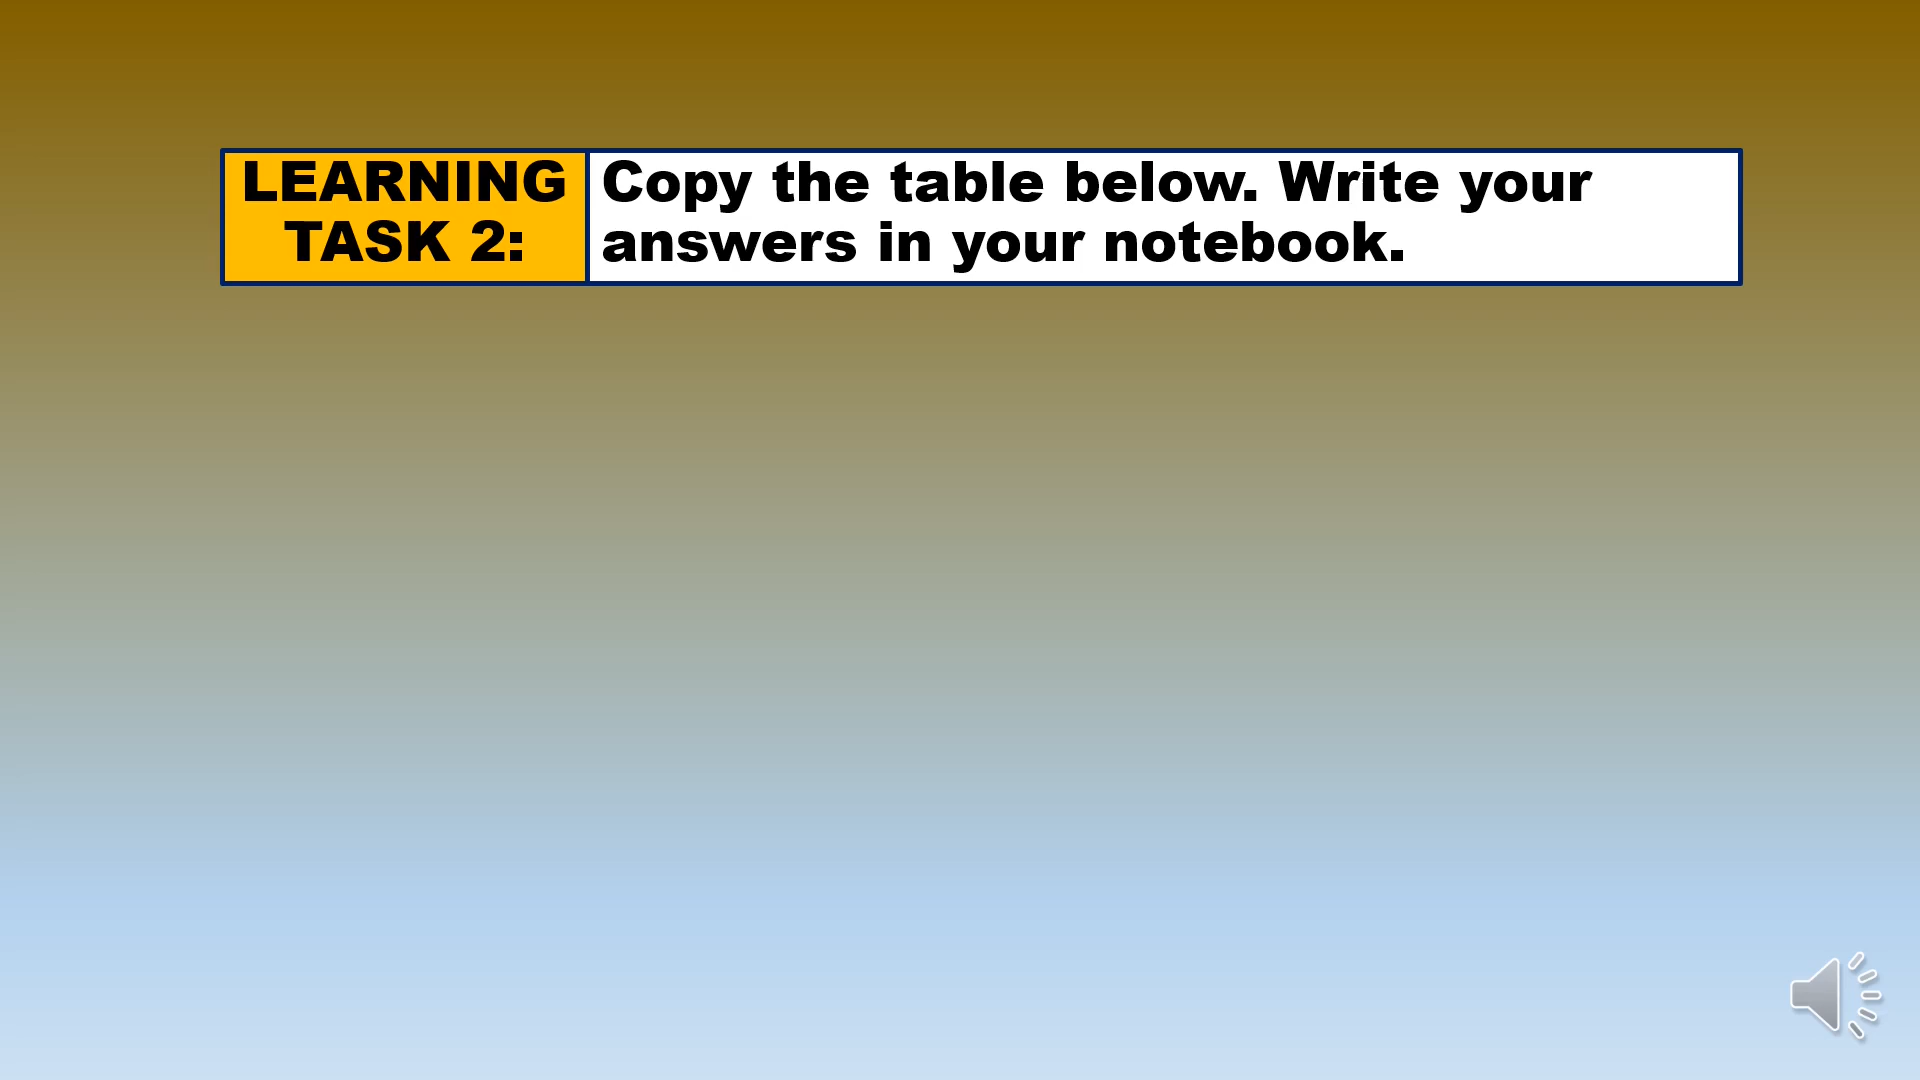 LEARNING
TASK 2:
Copy the table below. Write your
answers in your notebook.